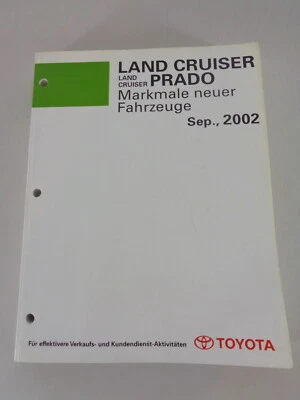 LAND CRUISER
LAND CRUISER PRADO
Markmale neuer
Fahrzeuge
Sep., 2002
Für effektivere Verkaufs- und Kundendienst-Aktivitäten
TOYOTA